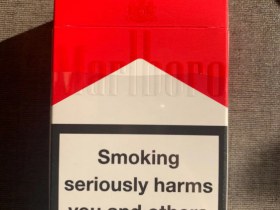 Marlboro
Smoking
seriously harms
you and others